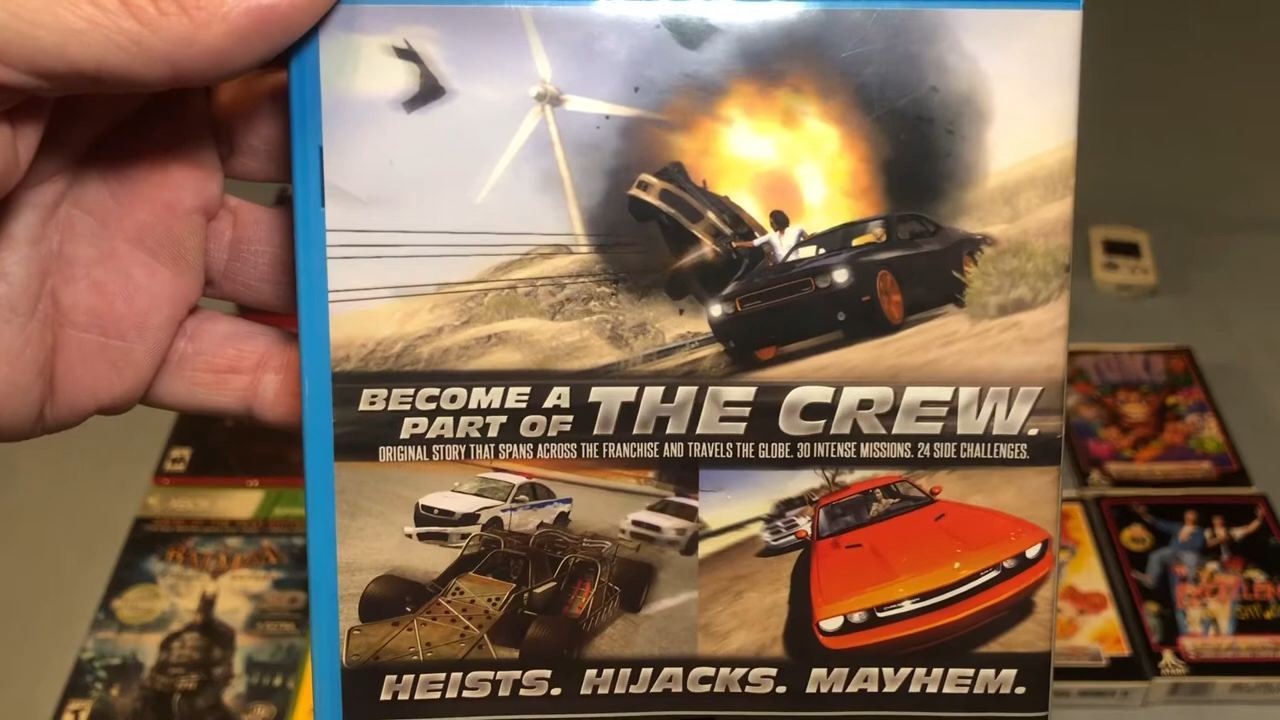 BECOME A
PART OF THE CREW.
ORIGINAL STORY THAT SPANS ACROSS THE FRANCHISE AND TRAVELS THE GLOBE. 30 INTENSE MISSIONS. 24 SIDE CHALLENGES.
HEISTS. HIJACKS. MAYHEM.
BATMAN